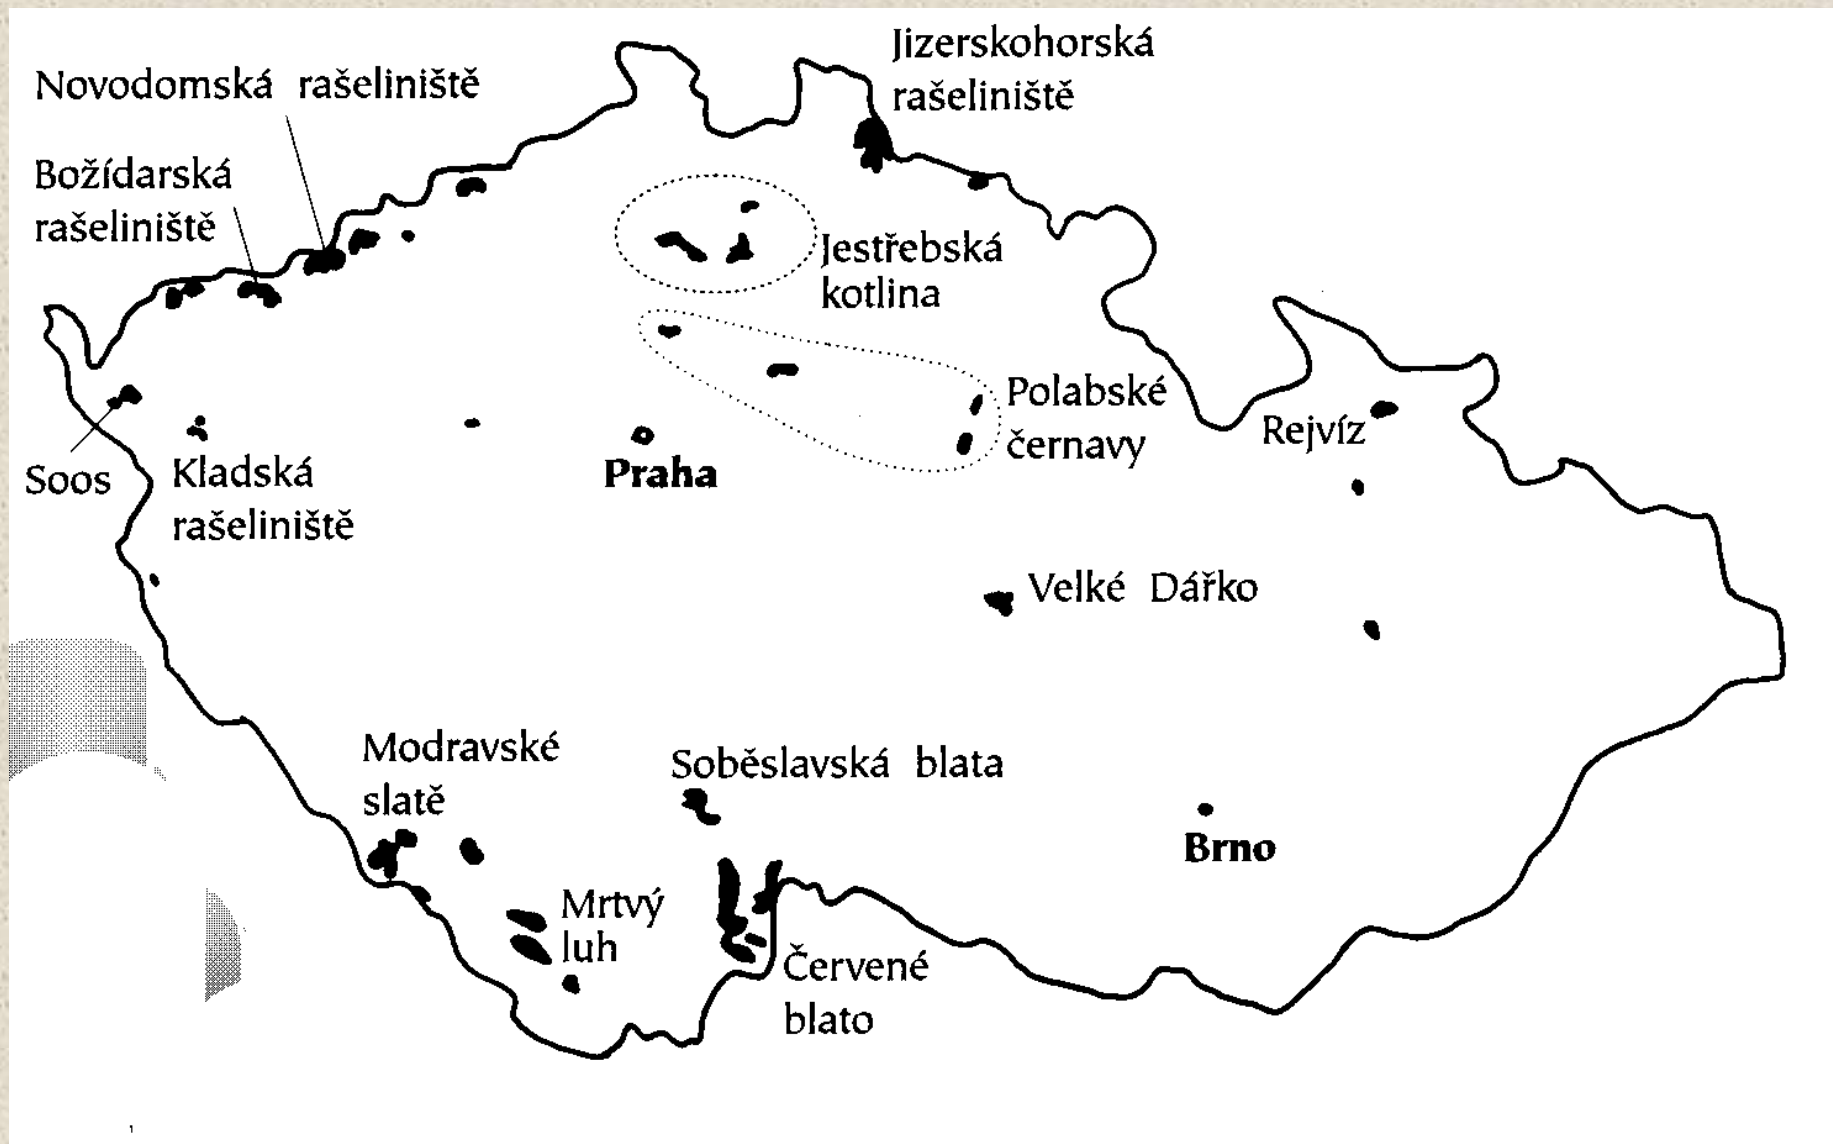 Jizerskohorská
rašeliniště
Novodomská rašeliniště
Božídarská
rašeliniště
Jestřebská
kotlina
Polabské
černavy
Rejvíz
Praha
Soos
Kladská
rašeliniště
Velké Dářko
Modravské
slatě
Soběslavská blata
Brno
Mrtvý
luh
Červené
blato